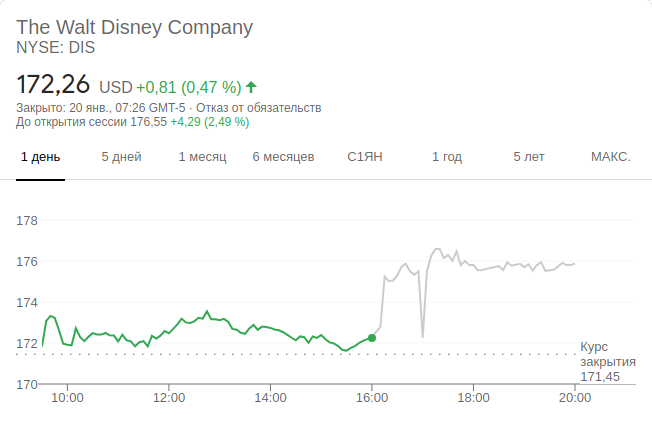 The Walt Disney Company
NYSE: DIS
172,26 USD +0,81 (0,47 %)
Закрыто: 20 янв., 07:26 GMT-5 · Отказ от обязательств
До открытия сессии 176,55 +4,29 (2,49 %)
1 день 5 дней 1 месяц 6 месяцев С1ЯН 1 год 5 лет МАКС.
178
176
174
172
170
Курс
закрытия
171,45
10:00 12:00 14:00 16:00 18:00 20:00